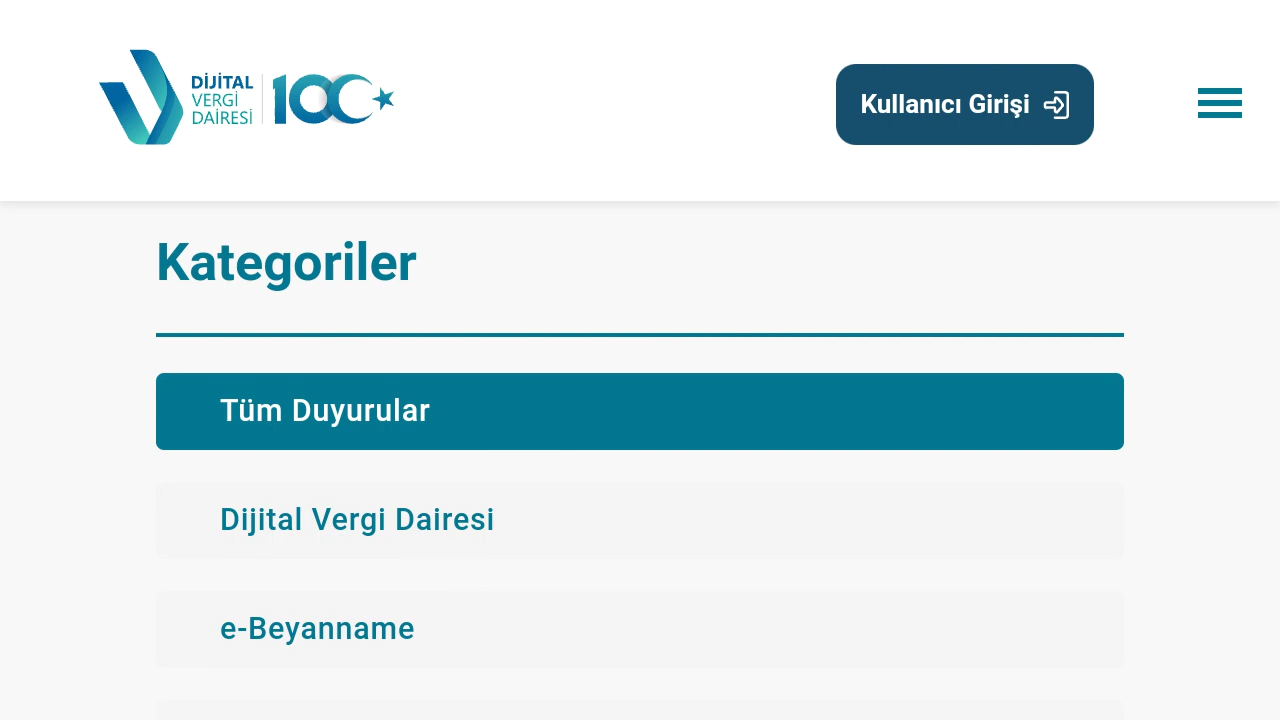 DİJİTAL
VERGİ
DAİRESİ
100
Kullanıcı Girişi
Kategoriler
Tüm Duyurular
Dijital Vergi Dairesi
e-Beyanname